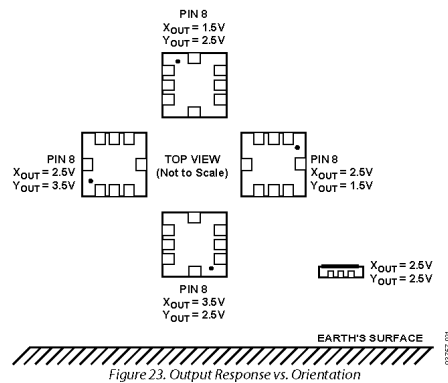 PIN 8
XOUT = 1.5V
YOUT = 2.5V
PIN 8
XOUT = 2.5V
YOUT = 3.5V
TOP VIEW
(Not to Scale)
PIN 8
XOUT = 2.5V
YOUT = 1.5V
PIN 8
XOUT = 3.5V
YOUT = 2.5V
XOUT = 2.5V
YOUT = 2.5V
EARTH'S SURFACE
Figure 23. Output Response vs. Orientation